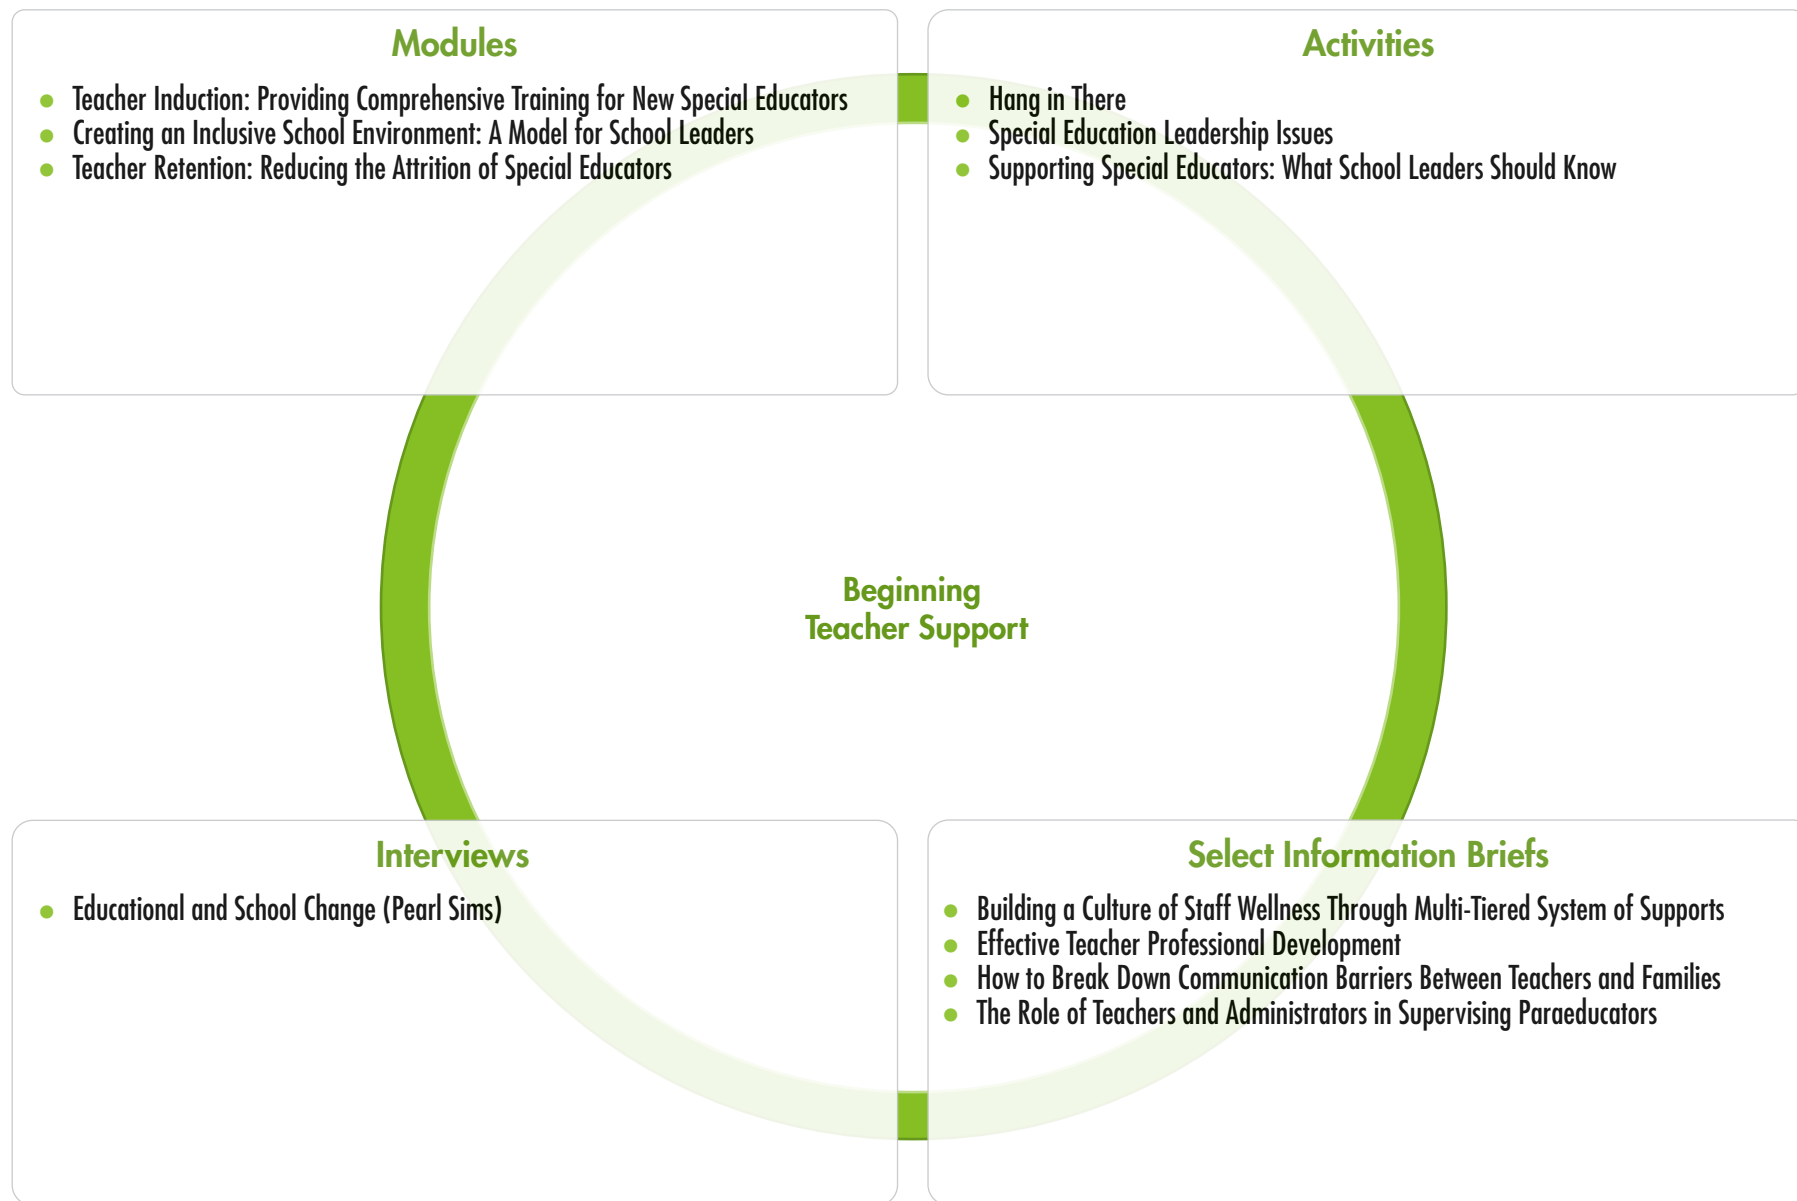 Modules
Teacher Induction: Providing Comprehensive Training for New Special Educators
Creating an Inclusive School Environment: A Model for School Leaders
Teacher Retention: Reducing the Attrition of Special Educators
Activities
Hang in There
Special Education Leadership Issues
Supporting Special Educators: What School Leaders Should Know
Beginning
Teacher Support
Interviews
Educational and School Change (Pearl Sims)
Select Information Briefs
Building a Culture of Staff Wellness Through Multi-Tiered System of Supports
Effective Teacher Professional Development
How to Break Down Communication Barriers Between Teachers and Families
The Role of Teachers and Administrators in Supervising Paraeducators